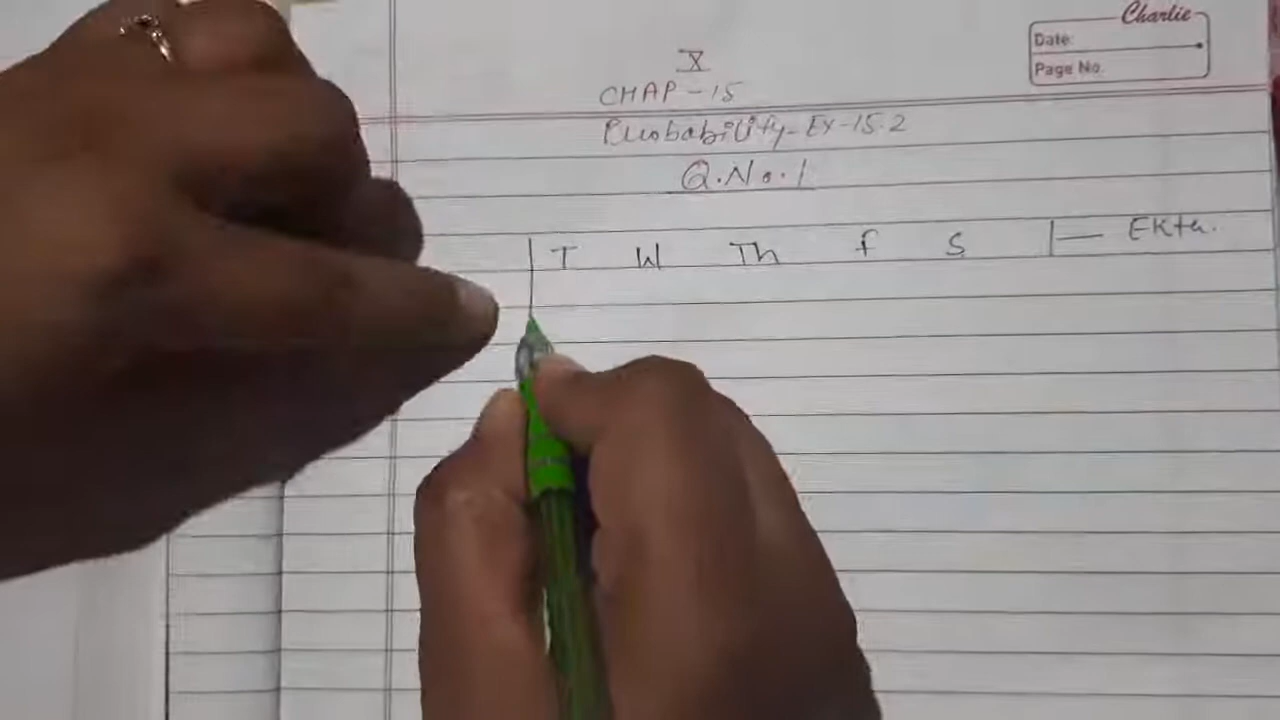 Charlie
Date:
Page No.
X
CHAP-15
Probability-Ex-15.2
Q.No.1
T W Th f S — Ekta.